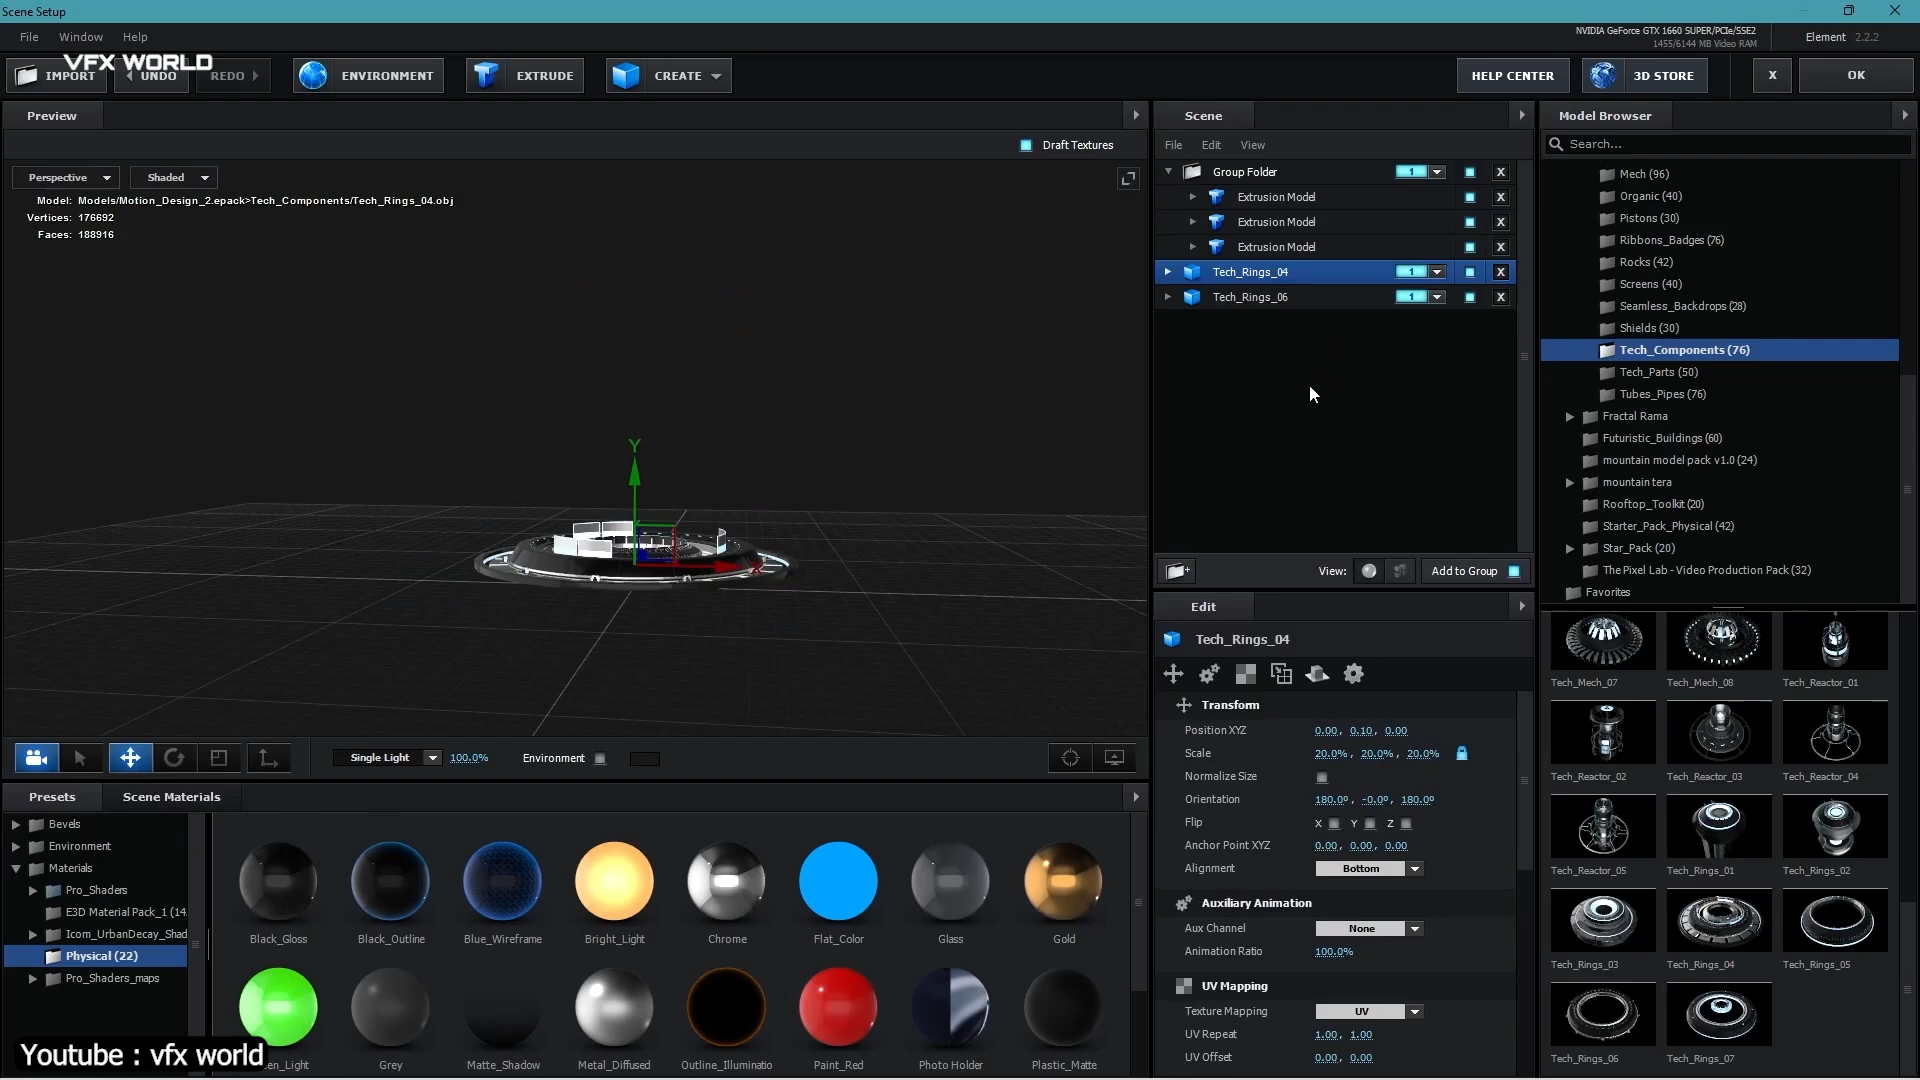 Scene Setup
File Window Help
NVIDIA GeForce GTX 1660 SUPER/PCIe/SSE2
1455/6144 MB Video RAM
Element 2.2.2
VFX WORLD
IMPORT UNDO REDO ENVIRONMENT EXTRUDE CREATE HELP CENTER 3D STORE X OK
Preview
Draft Textures
Perspective Shaded
Model: Models/Motion_Design_2.epack>Tech_Components/Tech_Rings_04.obj
Vertices: 176692
Faces: 188916
Y
X
Single Light 100.0% Environment
Scene
File Edit View
Group Folder 1 X
Extrusion Model X
Extrusion Model X
Extrusion Model X
Tech_Rings_04 1 X
Tech_Rings_06 1 X
View: Add to Group
Edit
Tech_Rings_04
Transform
Position XYZ 0.00, 0.10, 0.00
Scale 20.0%, 20.0%, 20.0%
Normalize Size
Orientation 180.0º, -0.0º, 180.0º
Flip X Y Z
Anchor Point XYZ 0.00, 0.00, 0.00
Alignment Bottom
Auxiliary Animation
Aux Channel None
Animation Ratio 100.0%
UV Mapping
Texture Mapping UV
UV Repeat 1.00, 1.00
UV Offset 0.00, 0.00
Model Browser
Search...
Mech (96)
Organic (40)
Pistons (30)
Ribbons_Badges (76)
Rocks (42)
Screens (40)
Seamless_Backdrops (28)
Shields (30)
Tech_Components (76)
Tech_Parts (50)
Tubes_Pipes (76)
Fractal Rama
Futuristic_Buildings (60)
mountain model pack v1.0 (24)
mountain tera
Rooftop_Toolkit (20)
Starter_Pack_Physical (42)
Star_Pack (20)
The Pixel Lab - Video Production Pack (32)
Favorites
Tech_Mech_07 Tech_Mech_08 Tech_Reactor_01
Tech_Reactor_02 Tech_Reactor_03 Tech_Reactor_04
Tech_Reactor_05 Tech_Rings_01 Tech_Rings_02
Tech_Rings_03 Tech_Rings_04 Tech_Rings_05
Tech_Rings_06 Tech_Rings_07
Presets Scene Materials
Bevels
Environment
Materials
Pro_Shaders
E3D Material Pack_1 (14
Icom_UrbanDecay_Shad
Physical (22)
Pro_Shaders_maps
Black_Gloss Black_Outline Blue_Wireframe Bright_Light Chrome Flat_Color Glass Gold
en_Light Grey Matte_Shadow Metal_Diffused Outline_Illuminatio Paint_Red Photo Holder Plastic_Matte
Youtube : vfx world